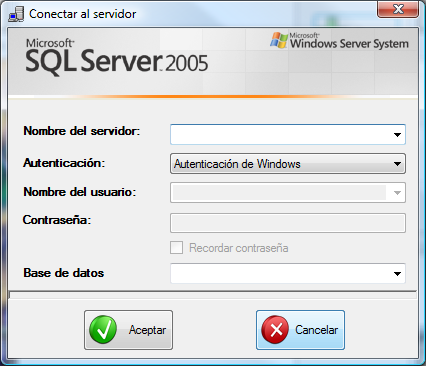 Conectar al servidor
Microsoft
SQL Server 2005
Microsoft
Windows Server System
Nombre del servidor:
Autenticación:
Autenticación de Windows
Nombre del usuario:
Contraseña:
Recordar contraseña
Base de datos
Aceptar
Cancelar